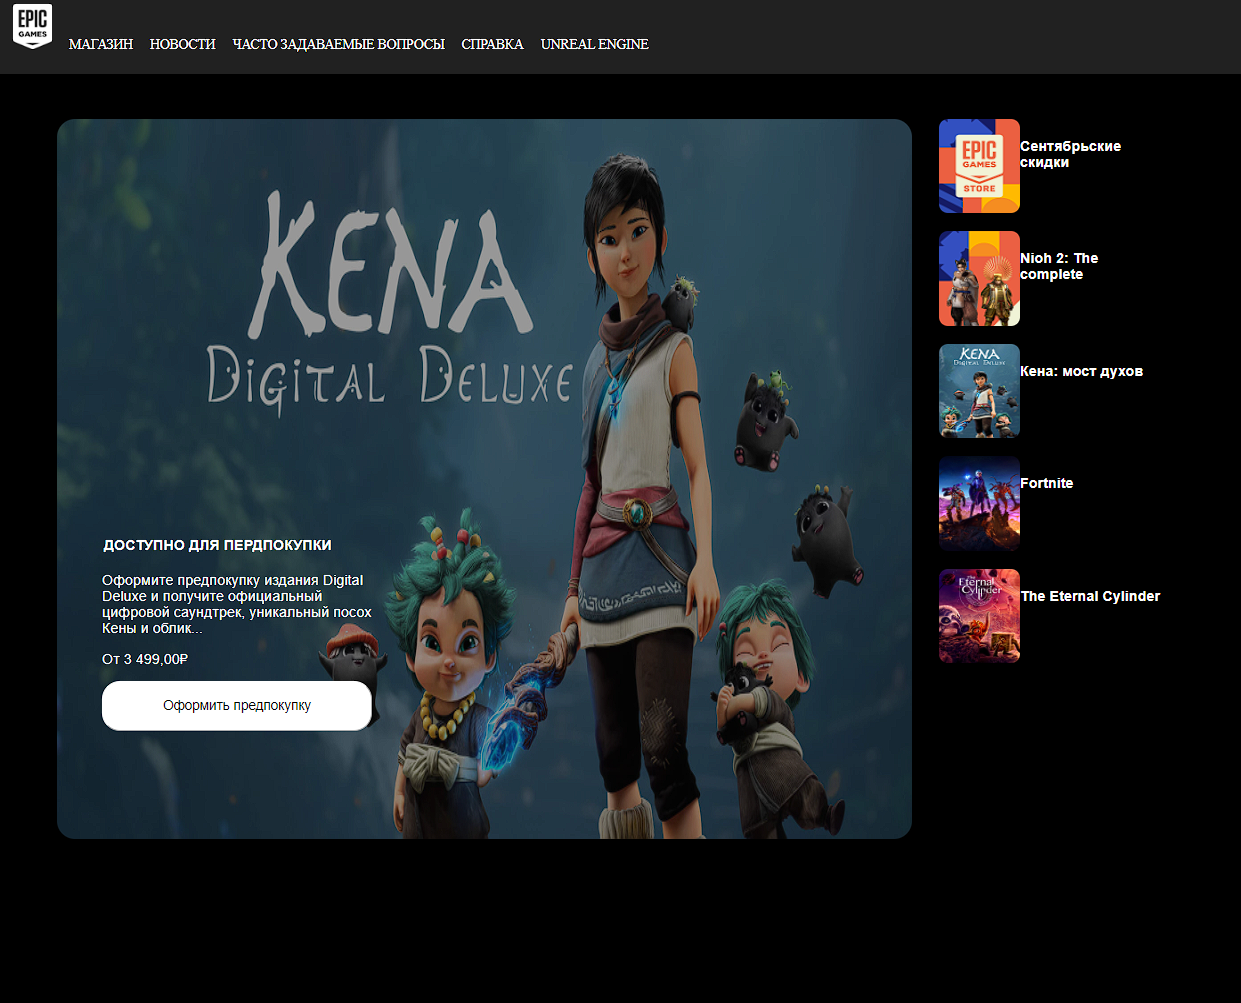 EPIC
GAMES
МАГАЗИН НОВОСТИ ЧАСТО ЗАДАВАЕМЫЕ ВОПРОСЫ СПРАВКА UNREAL ENGINE
KENA
DIGITAL DELUXE
ДОСТУПНО ДЛЯ ПЕРДПОКУПКИ
Оформите предпокупку издания Digital
Deluxe и получите официальный
цифровой саундтрек, уникальный посох
Кены и облик...
От 3 499,00₽
Оформить предпокупку
EPIC
GAMES
STORE
Сентябрьские
скидки
Nioh 2: The
complete
KENA
DIGITAL DELUXE
Кена: мост духов
Fortnite
The
Eternal
Cylinder
The Eternal Cylinder